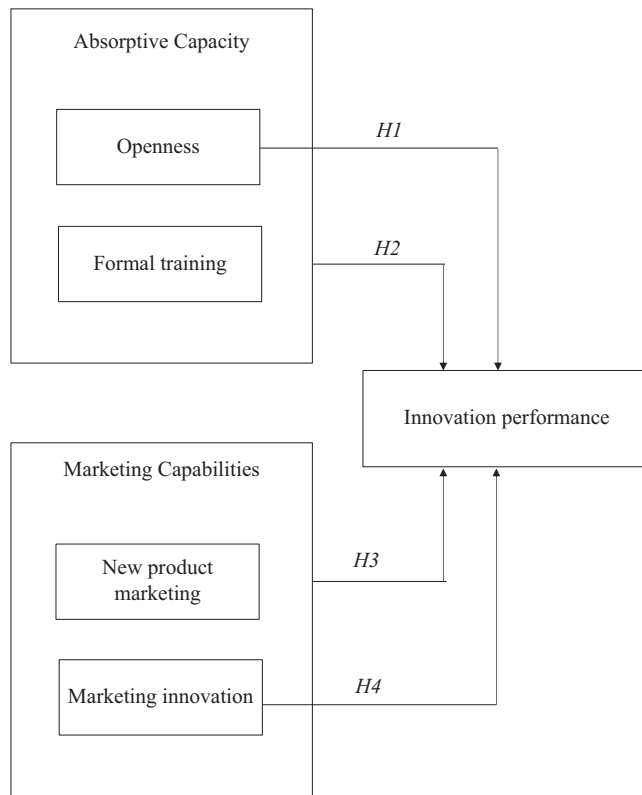 Absorptive Capacity
Openness
H1
Formal training
H2
Innovation performance
Marketing Capabilities
New product
marketing
H3
Marketing innovation
H4